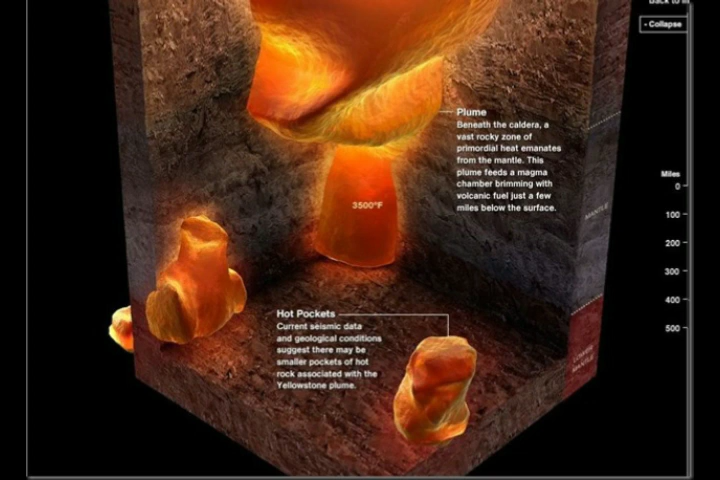 Back to In
- Collapse
Plume
Beneath the caldera, a
vast rocky zone of
primordial heat emanates
from the mantle. This
plume feeds a magma
chamber brimming with
volcanic fuel just a few
miles below the surface.
Miles
0
100
200
300
400
500
MANTLE
3500°F
Hot Pockets
Current seismic data
and geological conditions
suggest there may be
smaller pockets of hot
rock associated with the
Yellowstone plume.
LOWER
MANTLE